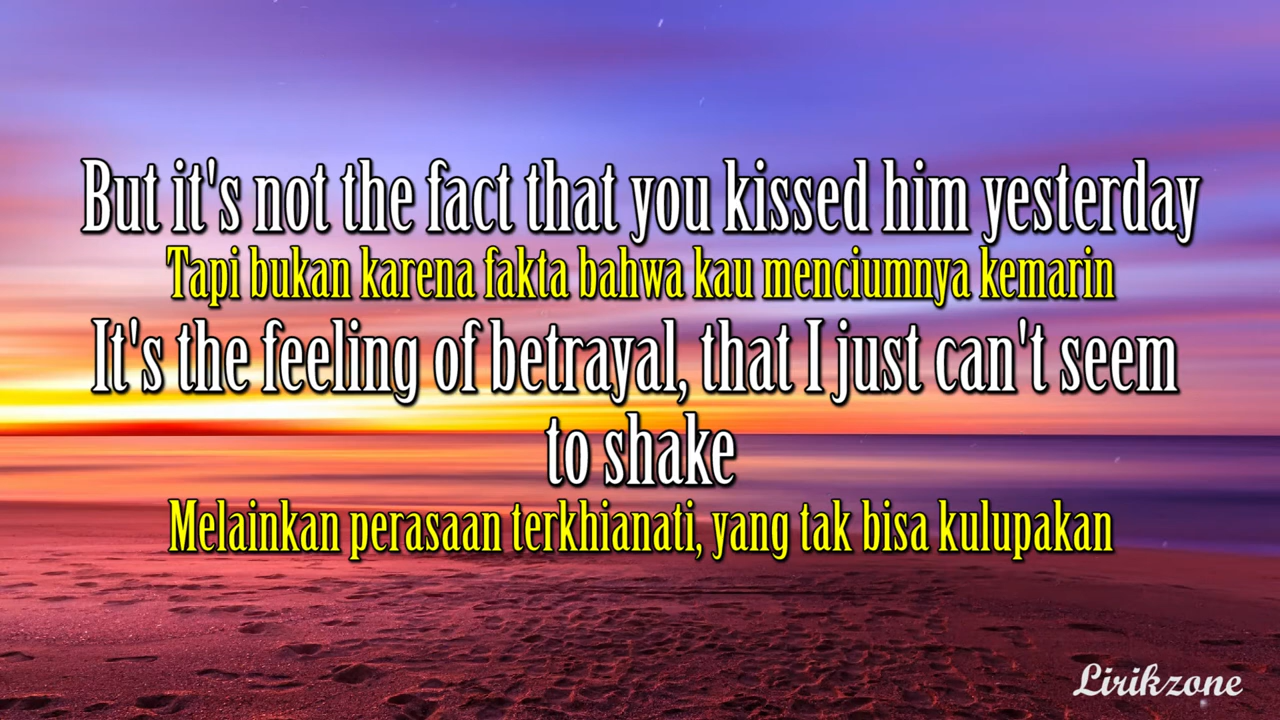 But it's not the fact that you kissed him yesterday
Tapi bukan karena fakta bahwa kau menciumnya kemarin
It's the feeling of betrayal, that I just can't seem
to shake
Melainkan perasaan terkhianati, yang tak bisa kulupakan
Lirikzone